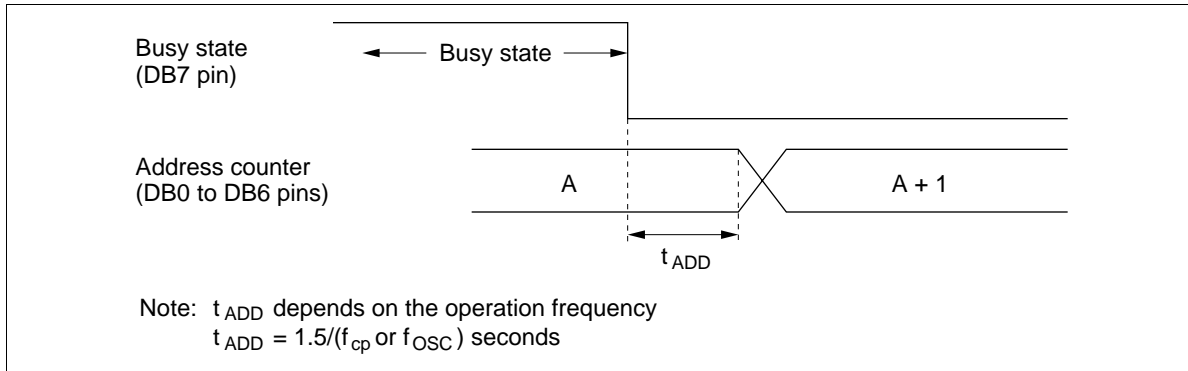 Busy state
(DB7 pin)
Busy state
Address counter
(DB0 to DB6 pins)
A
A + 1
t ADD
Note: t ADD depends on the operation frequency
t ADD = 1.5/(f cp or f OSC ) seconds